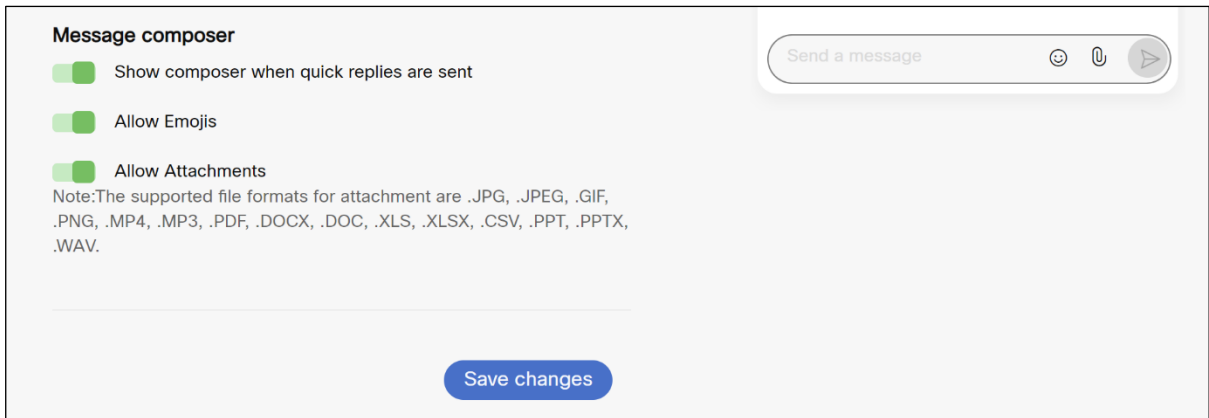 Message composer
Send a message
Show composer when quick replies are sent
Allow Emojis
Allow Attachments
Note:The supported file formats for attachment are .JPG, .JPEG, .GIF,
.PNG, .MP4, .MP3, .PDF, .DOCX, .DOC, .XLS, .XLSX, .CSV, .PPT, .PPTX,
.WAV.
Save changes